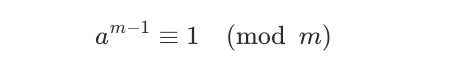 a^{m-1} ≡ 1 (mod m)